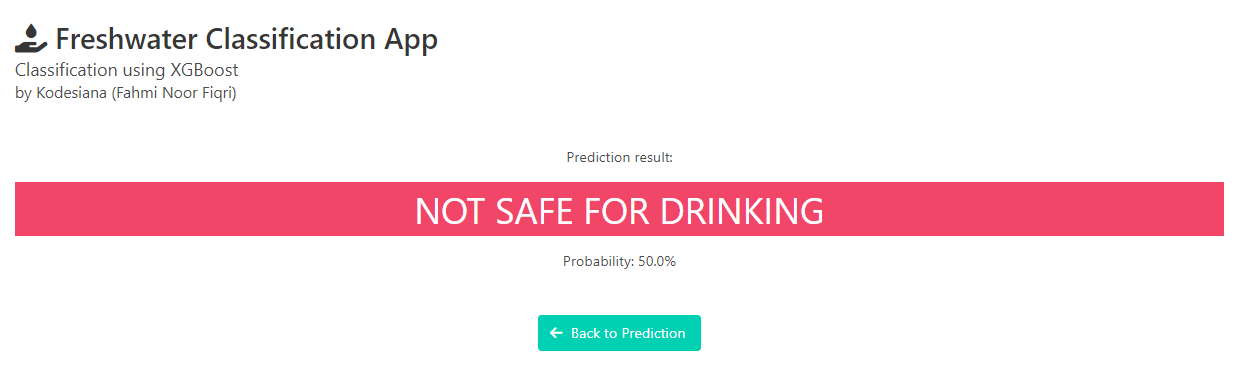 Freshwater Classification App
Classification using XGBoost
by Kodesiana (Fahmi Noor Fiqri)
Prediction result:
NOT SAFE FOR DRINKING
Probability: 50.0%
Back to Prediction